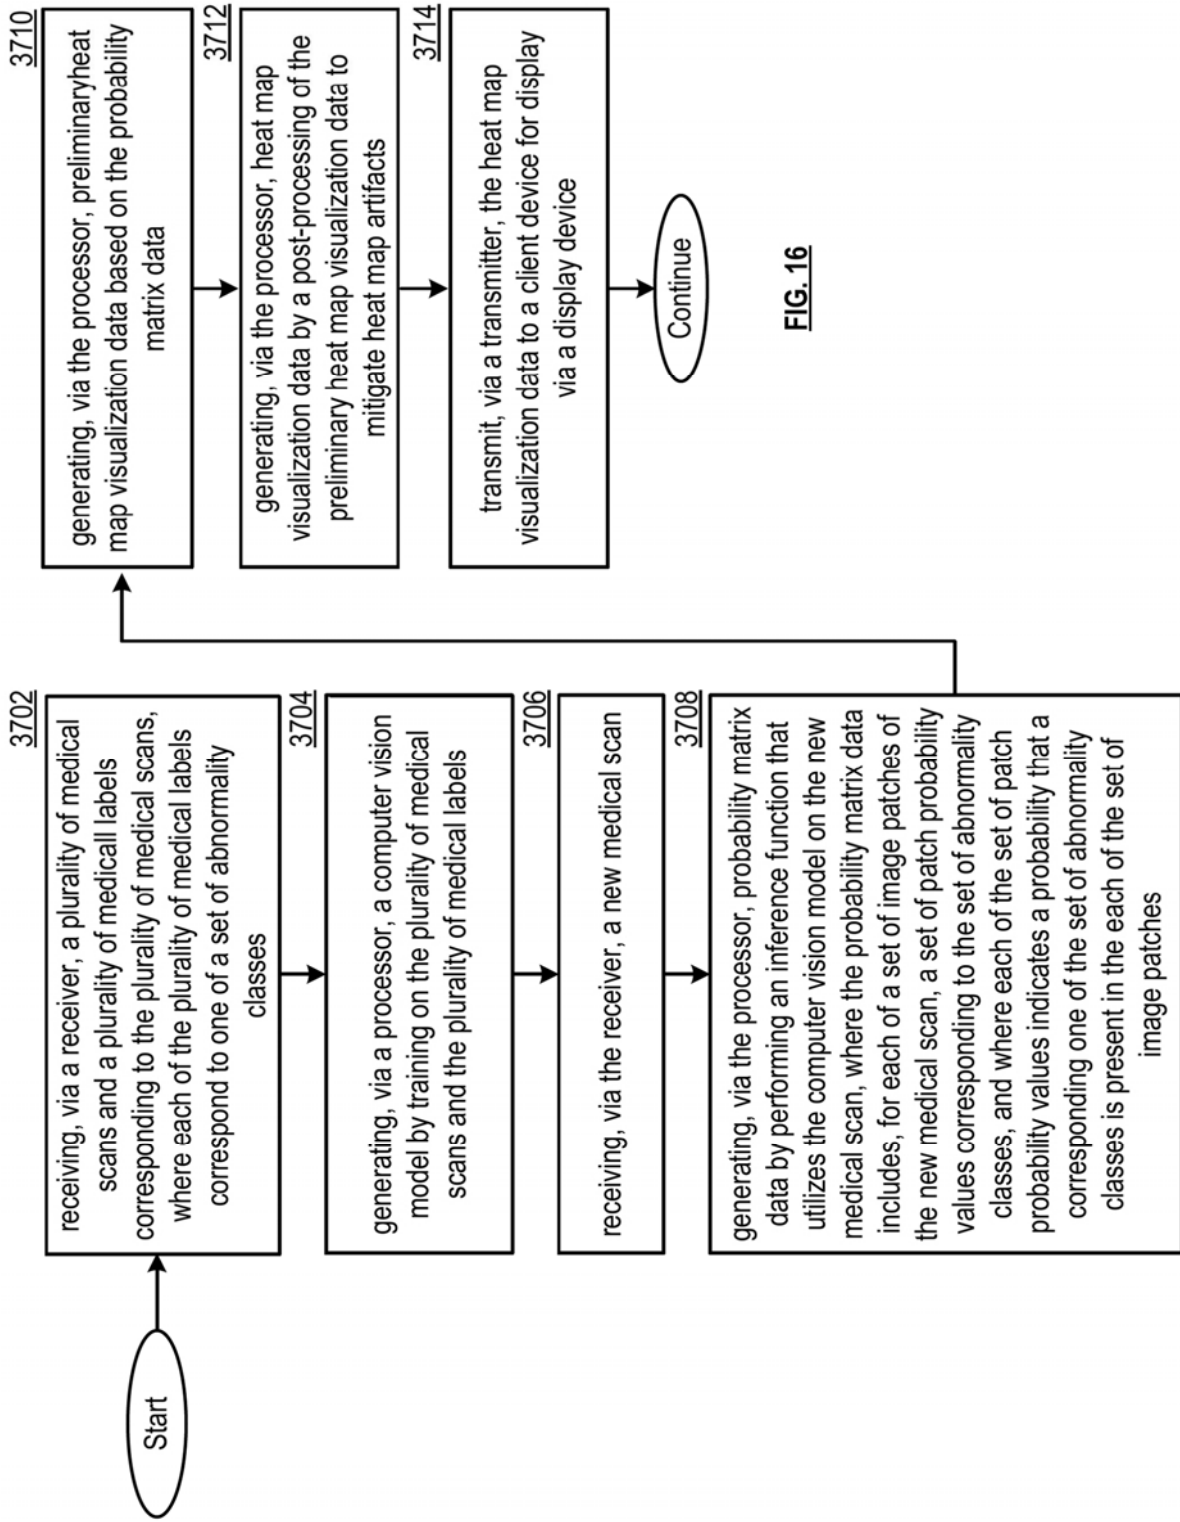 Start
3702
receiving, via a receiver, a plurality of medical
scans and a plurality of medicall labels
corresponding to the plurality of medical scans,
where each of the plurality of medical labels
correspond to one of a set of abnormality
classes
3704
generating, via a processor, a computer vision
model by training on the plurality of medical
scans and the plurality of medical labels
3706
receiving, via the receiver, a new medical scan
3708
generating, via the processor, probability matrix
data by performing an inference function that
utilizes the computer vision model on the new
medical scan, where the probability matrix data
includes, for each of a set of image patches of
the new medical scan, a set of patch probability
values corresponding to the set of abnormality
classes, and where each of the set of patch
probability values indicates a probability that a
corresponding one of the set of abnormality
classes is present in the each of the set of
image patches
3710
generating, via the processor, preliminaryheat
map visualization data based on the probability
matrix data
3712
generating, via the processor, heat map
visualization data by a post-processing of the
preliminary heat map visualization data to
mitigate heat map artifacts
3714
transmit, via a transmitter, the heat map
visualization data to a client device for display
via a display device
Continue
FIG. 16